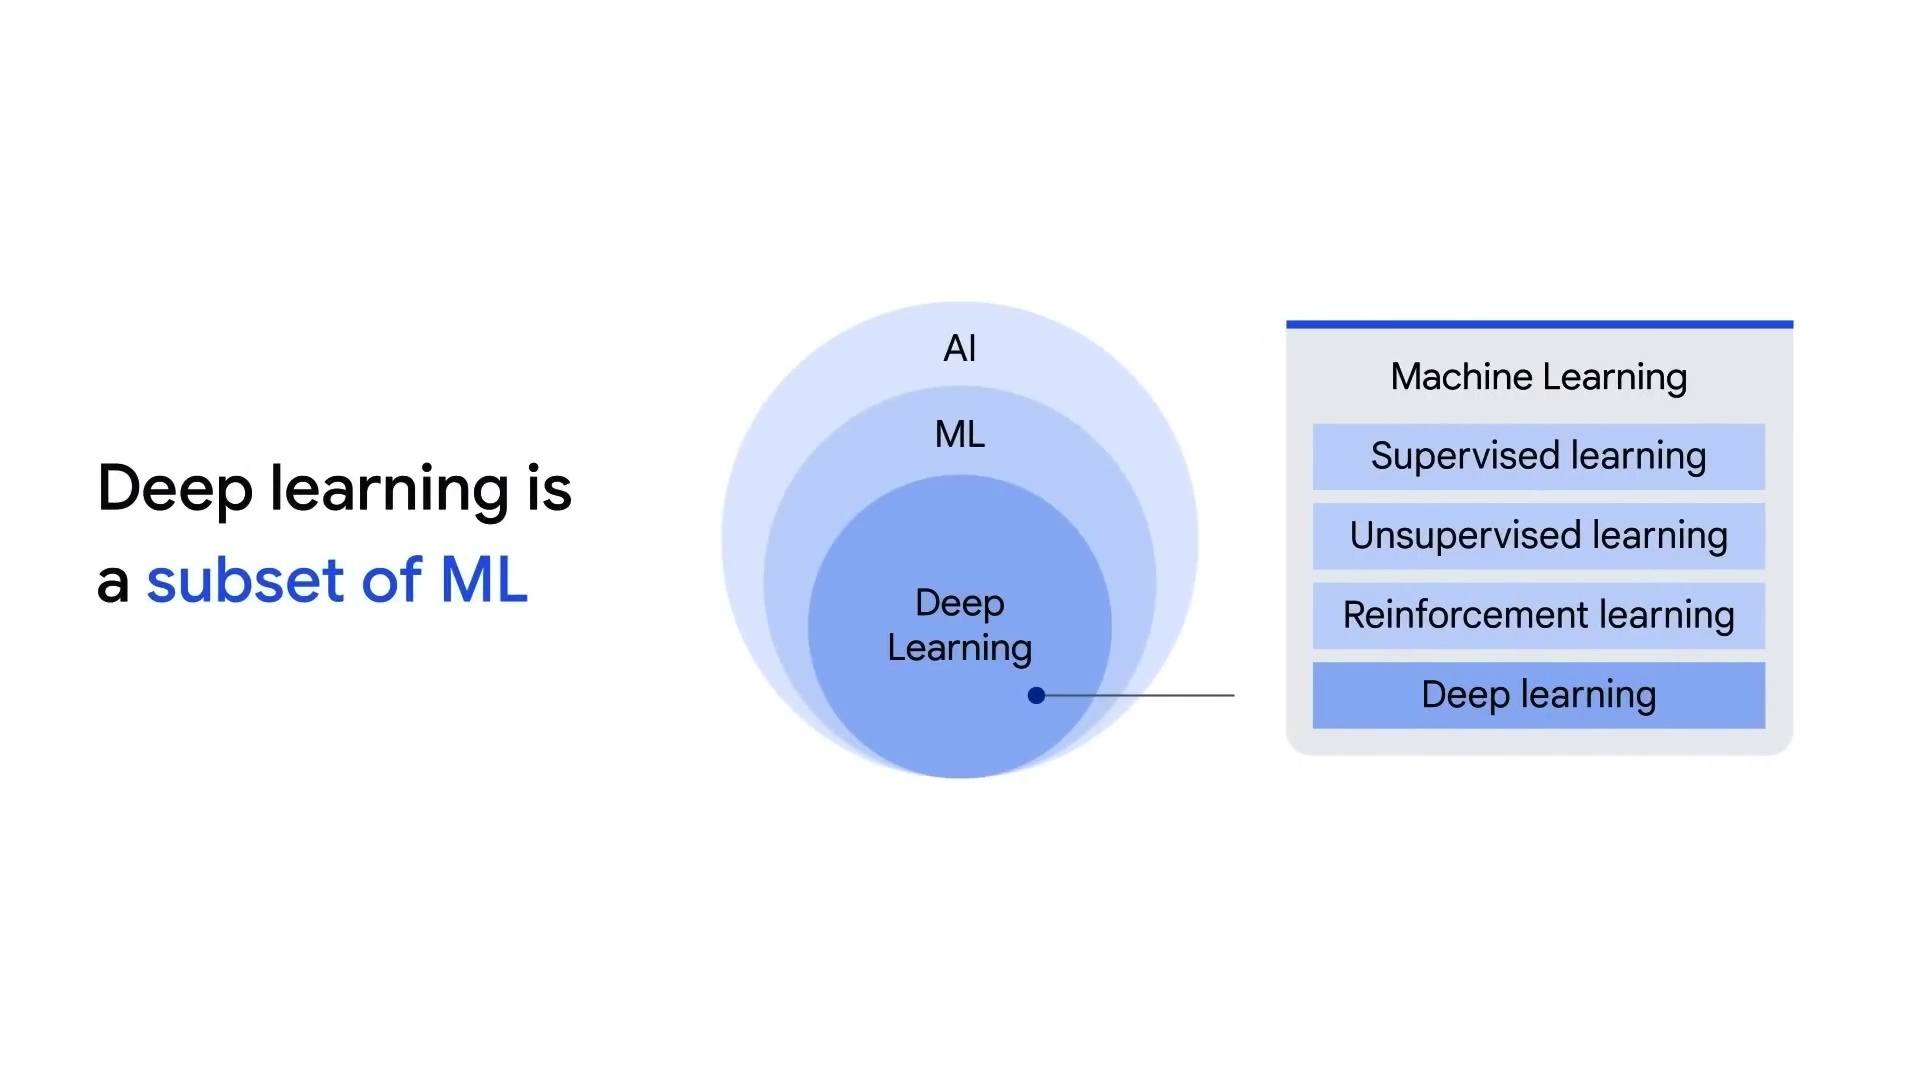 Deep learning is
a subset of ML
AI
ML
Deep
Learning
Machine Learning
Supervised learning
Unsupervised learning
Reinforcement learning
Deep learning